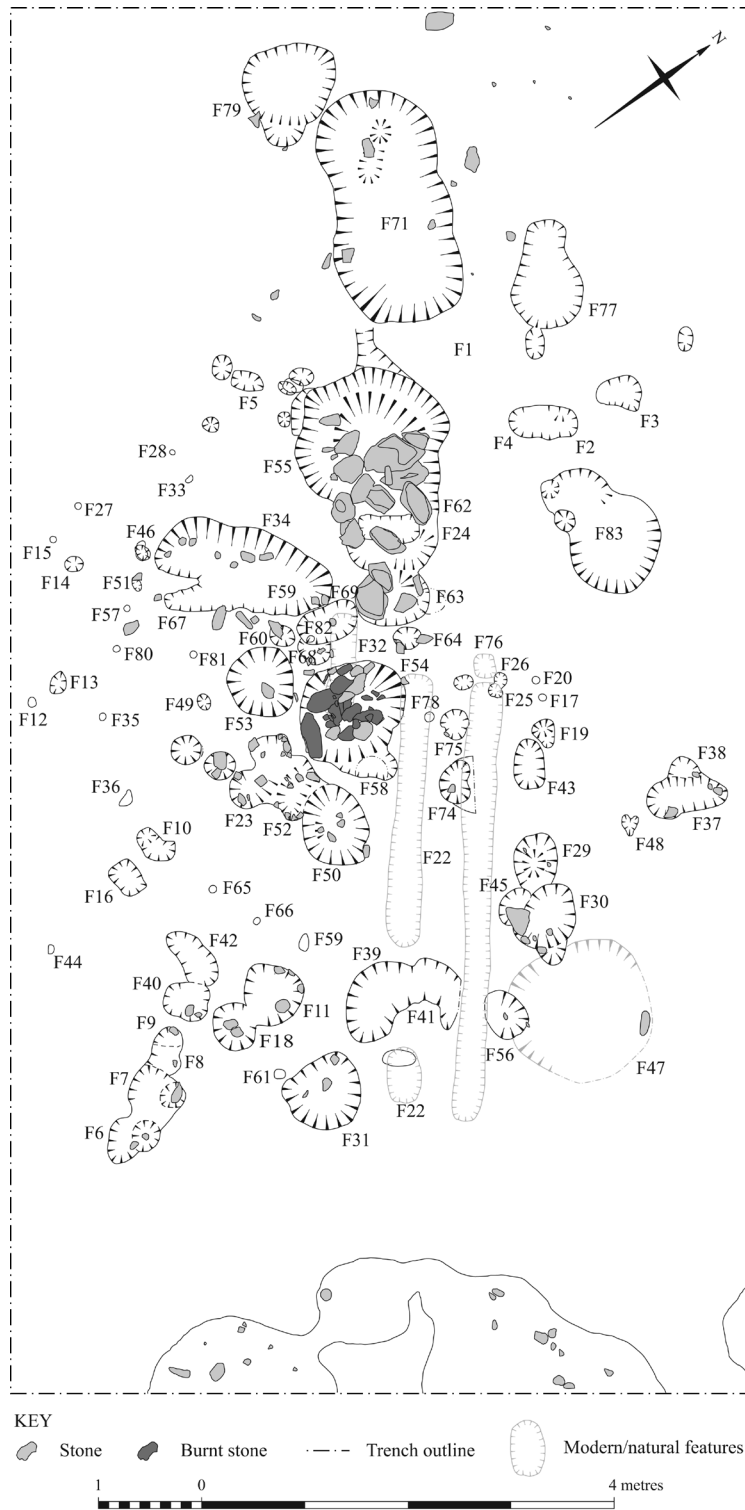 N
F79
F71
F77
F1
F5
F3
F4
F2
F28
F55
F33
F62
F27
F34
F24
F83
F46
F15
F14
F51
F59
F69
F63
F57
F67
F60
F82
F64
F76
F80
F81
F68
F32
F54
F26
F20
F13
F25
F17
F12
F35
F49
F53
F78
F19
F75
F38
F36
F58
F43
F74
F37
F23
F52
F48
F10
F50
F22
F29
F16
F65
F45
F30
F66
F44
F42
F59
F39
F40
F11
F41
F9
F18
F56
F8
F47
F7
F61
F22
F6
F31
KEY
Stone
Burnt stone
Trench outline
Modern/natural features
1 0 4 metres